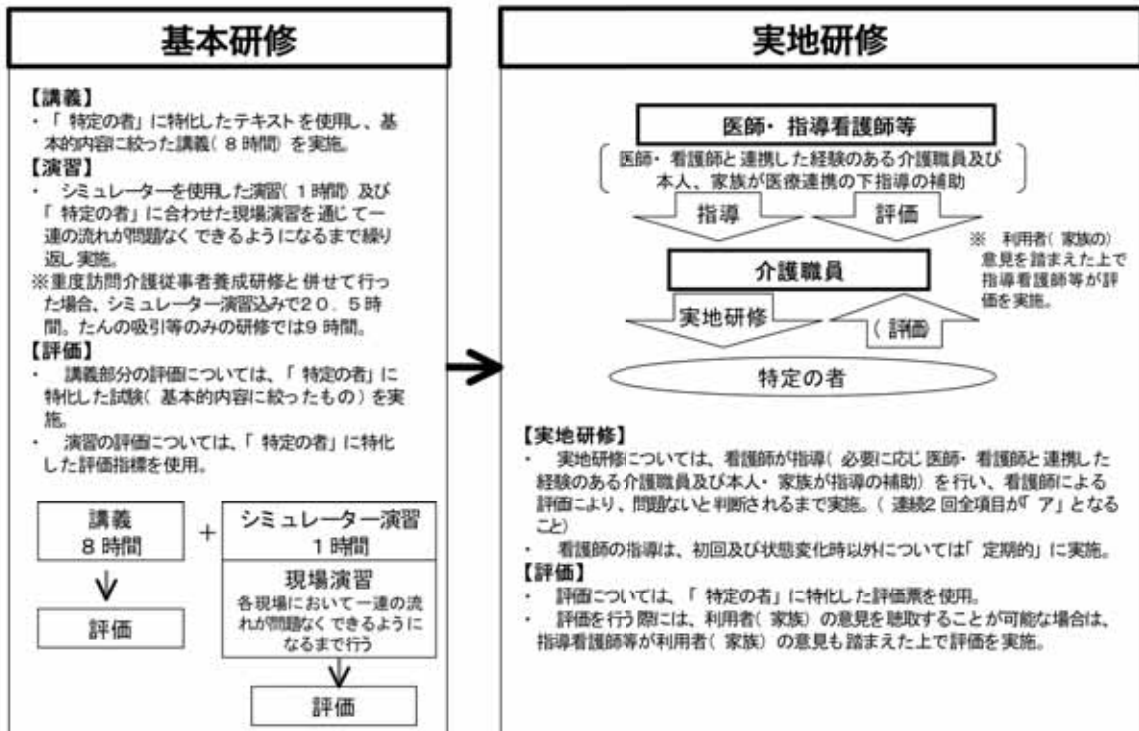 基本研修
【講義】
・「特定の者」に特化したテキストを使用し、基
本的内容に絞った講義(8時間)を実施。
【演習】
・ シミュレーターを使用した演習(1時間)及び
「特定の者」に合わせた現場演習を通じて一
連の流れが問題なくできるようになるまで繰り
返し実施。
※重度訪問介護従事者養成研修と併せて行っ
た場合、シミュレーター演習込みで20.5時
間。たんの吸引等のみの研修では9時間。
【評価】
・ 講義部分の評価については、「特定の者」に
特化した試験(基本的内容に絞ったもの)を実
施。
・ 演習の評価については、「特定の者」に特化
した評価指標を使用。
講義
8時間
+
シミュレーター演習
1時間
現場演習
各現場において一連の流
れが問題なくできるように
なるまで行う
評価
評価
実地研修
医師・指導看護師等
医師・看護師と連携した経験のある介護職員及び
本人、家族が医療連携の下指導の補助
指導
評価
※ 利用者(家族の)
意見を踏まえた上で
指導看護師等が評
価を実施。
介護職員
実地研修
(評価)
特定の者
【実地研修】
・ 実地研修については、看護師が指導(必要に応じ医師・看護師と連携した
経験のある介護職員及び本人・家族が指導の補助)を行い、看護師による
評価により、問題ないと判断されるまで実施。(連続2回全項目が「ア」となる
こと)
・ 看護師の指導は、初回及び状態変化時以外については「定期的」に実施。
【評価】
・ 評価については、「特定の者」に特化した評価票を使用。
・ 評価を行う際には、利用者(家族)の意見を聴取することが可能な場合は、
指導看護師等が利用者(家族)の意見も踏まえた上で評価を実施。